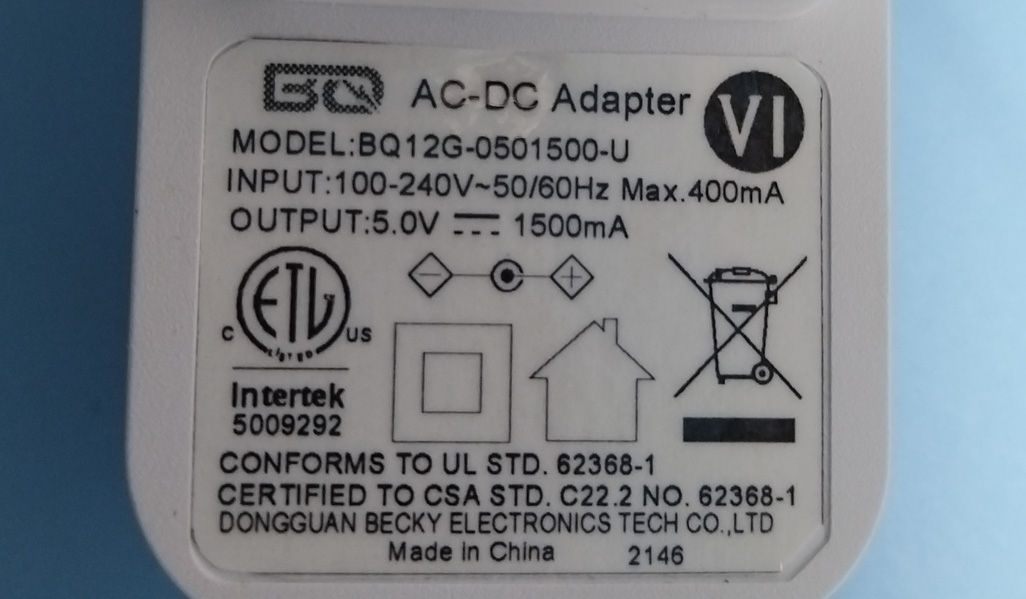 BQ AC-DC Adapter VI
MODEL:BQ12G-0501500-U
INPUT:100-240V~50/60Hz Max.400mA
OUTPUT:5.0V ⎓ 1500mA
ETL
C US
LISTED
Intertek
5009292
CONFORMS TO UL STD. 62368-1
CERTIFIED TO CSA STD. C22.2 NO. 62368-1
DONGGUAN BECKY ELECTRONICS TECH CO.,LTD
Made in China 2146